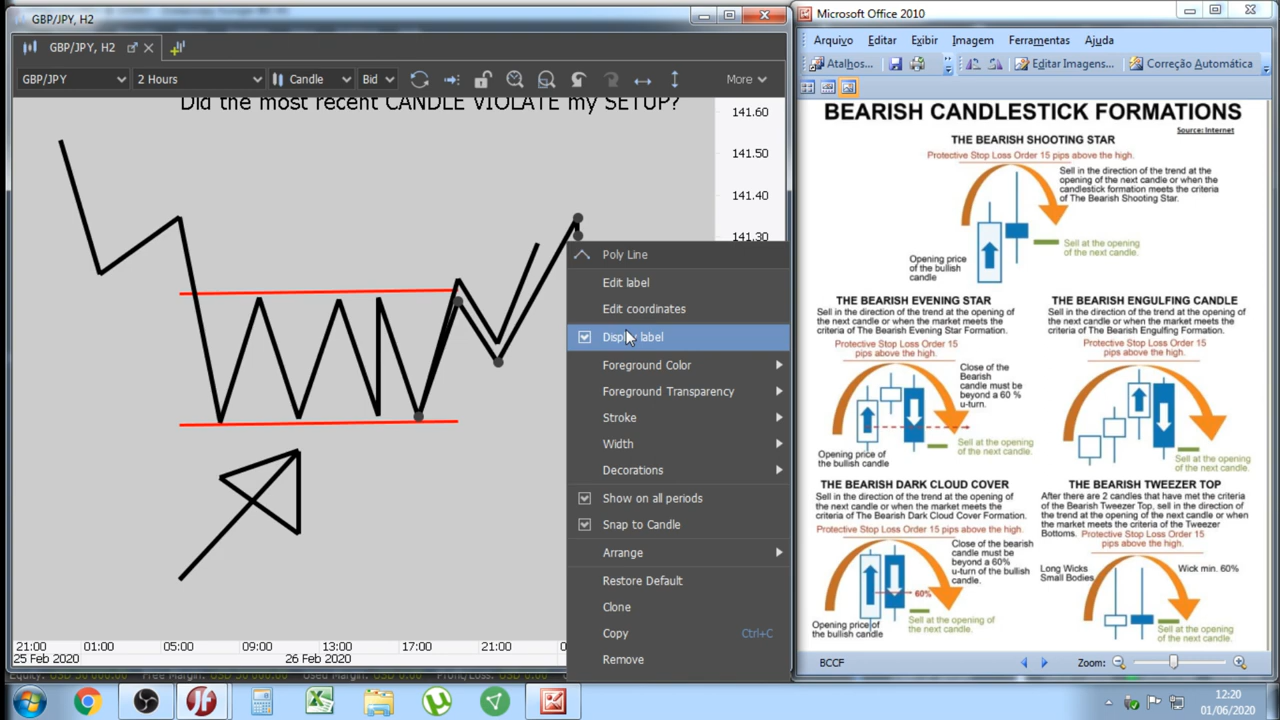 GBP/JPY, H2
GBP/JPY, H2
GBP/JPY
2 Hours
Candle
Bid
More
Did the most recent CANDLE VIOLATE my SETUP?
141.60
141.50
141.40
141.30
Poly Line
Edit label
Edit coordinates
Display label
Foreground Color
Foreground Transparency
Stroke
Width
Decorations
Show on all periods
Snap to Candle
Arrange
Restore Default
Clone
Copy Ctrl+C
Remove
21:00 01:00 05:00 09:00 13:00 17:00 21:00
25 Feb 2020 26 Feb 2020
Microsoft Office 2010
Arquivo Editar Exibir Imagem Ferramentas Ajuda
Atalhos... Editar Imagens... Correção Automática
BEARISH CANDLESTICK FORMATIONS
Source: Internet
THE BEARISH SHOOTING STAR
Protective Stop Loss Order 15 pips above the high.
Sell in the direction of the trend at the
opening of the next candle or when the
candlestick formation meets the criteria
of The Bearish Shooting Star.
Sell at the opening
of the next candle.
Opening price
of the bullish
candle
THE BEARISH EVENING STAR
Sell in the direction of the trend at the
opening of the next candle or when the
market meets the criteria of The
Bearish Evening Star Formation.
Protective Stop Loss Order 15
pips above the high.
Close of the
Bearish
candle must be
beyond a 60 %
u-turn.
Sell at the opening
of the next candle.
Opening price of
the bullish candle
THE BEARISH ENGULFING CANDLE
Sell in the direction of the trend at the
opening of the next candle or when
the market meets the criteria of The
Bearish Engulfing Formation.
Protective Stop Loss Order 15
pips above the high.
Sell at the opening
of the next candle.
THE BEARISH DARK CLOUD COVER
Sell in the direction of the trend at the opening of
the next candle or when the market meets the
criteria of The Bearish Dark Cloud Cover Formation.
Protective Stop Loss Order 15 pips above the high.
Close of the bearish
candle must be
beyond a 60%
u-turn of the bullish
candle.
60%
Sell at the opening of
the next candle.
Opening price of
the bullish candle
THE BEARISH TWEEZER TOP
After there are 2 candles that have met the criteria
of the Bearish Tweezer Top, sell in the direction of
the trend at the opening of the next candle or when
the market meets the criteria of the Tweezer
Bottoms. Protective Stop Loss Order 15
pips above the high.
Long Wicks
Small Bodies
Wick min. 60%
Sell at the opening
of the next candle.
BCCF
Zoom:
12:20
01/06/2020